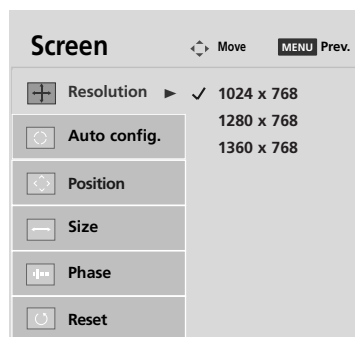 Screen Move MENU Prev.
Resolution ► ✓ 1024 x 768
1280 x 768
1360 x 768
Auto config.
Position
Size
Phase
Reset